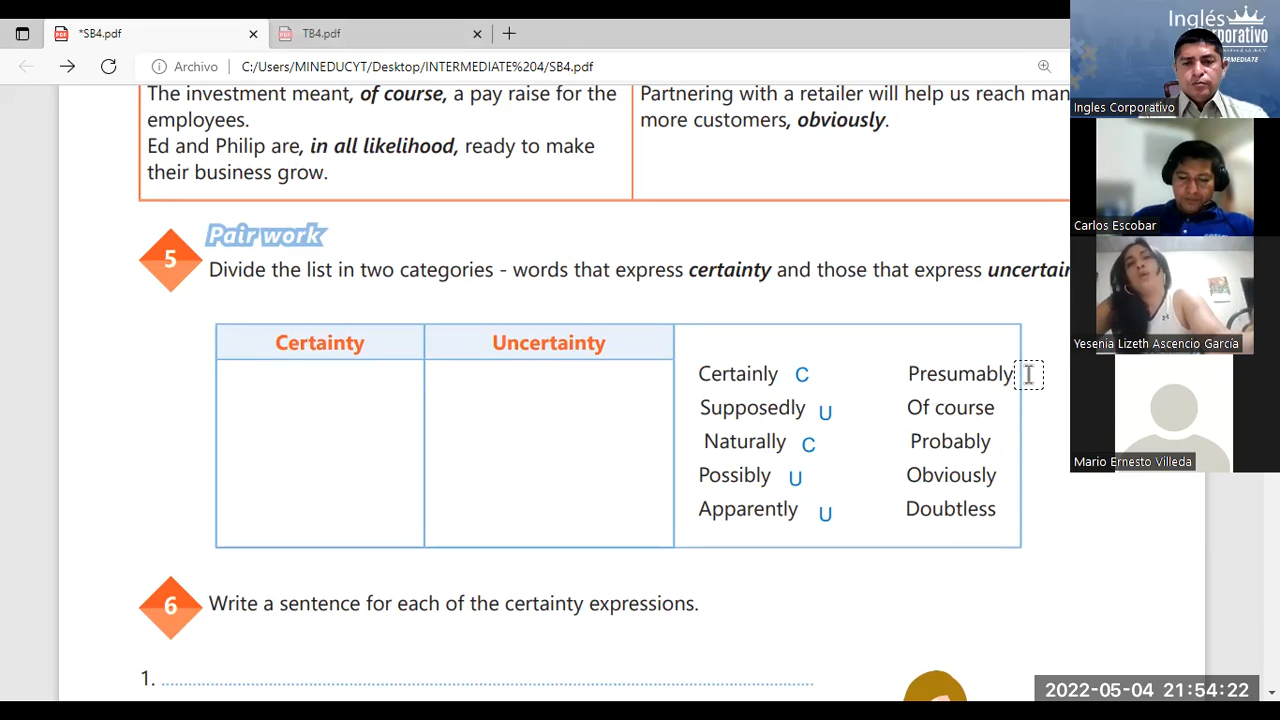 *SB4.pdf
TB4.pdf
Archivo
C:/Users/MINEDUCYT/Desktop/INTERMEDIATE%204/SB4.pdf
The investment meant, of course, a pay raise for the
employees.
Ed and Philip are, in all likelihood, ready to make
their business grow.
Partnering with a retailer will help us reach man
more customers, obviously.
5
Pair work
Divide the list in two categories - words that express certainty and those that express uncertain
Certainty
Uncertainty
Certainly C
Supposedly U
Naturally C
Possibly U
Apparently U
Presumably
Of course
Probably
Obviously
Doubtless
6
Write a sentence for each of the certainty expressions.
1.
Inglés
Corporativo
Ingles Corporativo
Carlos Escobar
Yesenia Lizeth Ascencio García
Mario Ernesto Villeda
2022-05-04 21:54:22